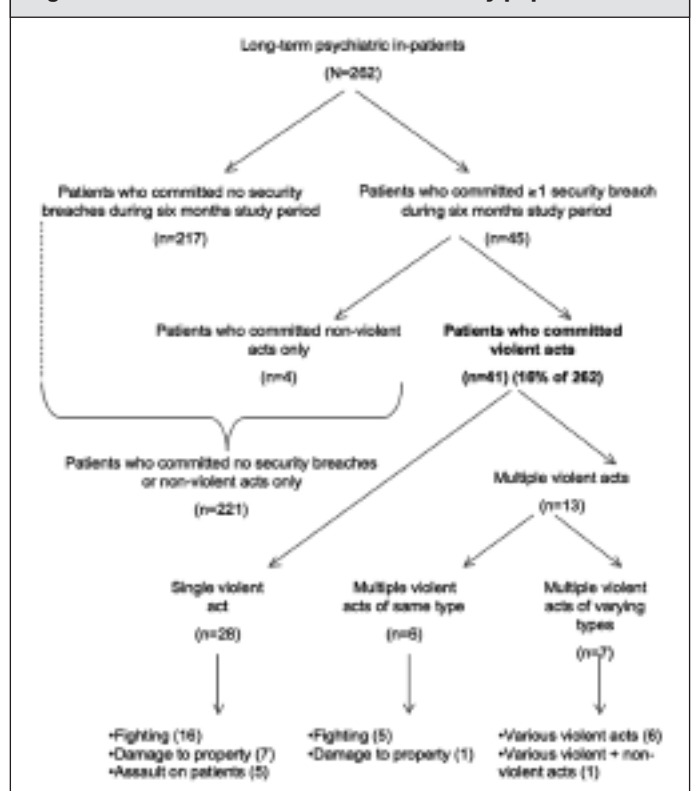 Long-term psychiatric in-patients
(N=262)
Patients who committed no security
breaches during six months study period
(n=217)
Patients who committed ≥1 security breach
during six months study period
(n=45)
Patients who committed non-violent
acts only
(n=4)
Patients who committed
violent acts
(n=41) (16% of 262)
Patients who committed no security breaches
or non-violent acts only
(n=221)
Multiple violent acts
(n=13)
Single violent
act
(n=28)
Multiple violent
acts of same type
(n=6)
Multiple violent
acts of varying
types
(n=7)
•Fighting (16)
•Damage to property (7)
•Assault on patients (5)
•Fighting (5)
•Damage to property (1)
•Various violent acts (6)
•Various violent + non-
violent acts (1)